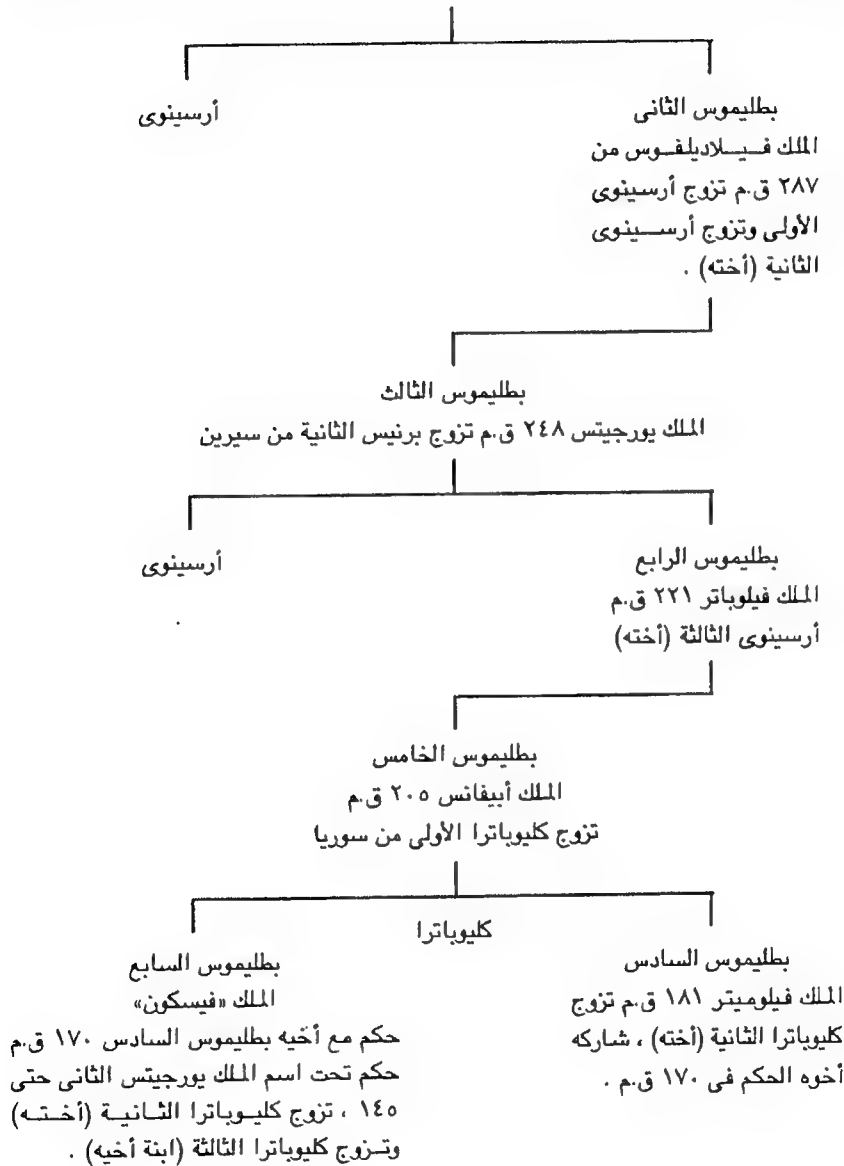 بطليموس الثانى
الملك فيلاديلفوس من
٢٨٧ ق.م تزوج أرسينوى
الأولى وتزوج أرسينوى
الثانية (أخته) .
أرسينوى
بطليموس الثالث
الملك يورجيتس ٢٤٨ ق.م تزوج برنيس الثانية من سيرين
بطليموس الرابع
الملك فيلوباتر ٢٢١ ق.م
أرسينوى الثالثة (أخته)
أرسينوى
بطليموس الخامس
الملك أبيفانس ٢٠٥ ق.م
تزوج كليوباترا الأولى من سوريا
بطليموس السادس
الملك فيلوميتر ١٨١ ق.م تزوج
كليوباترا الثانية (أخته) ، شاركه
أخوه الحكم فى ١٧٠ ق.م .
كليوباترا
بطليموس السابع
الملك «فيسكون»
حكم مع أخيه بطليموس السادس ١٧٠ ق.م
حكم تحت اسم الملك يورجيتس الثانى حتى
١٤٥ ، تزوج كليوباترا الثانية (أخته)
وتزوج كليوباترا الثالثة (ابنة أخيه) .